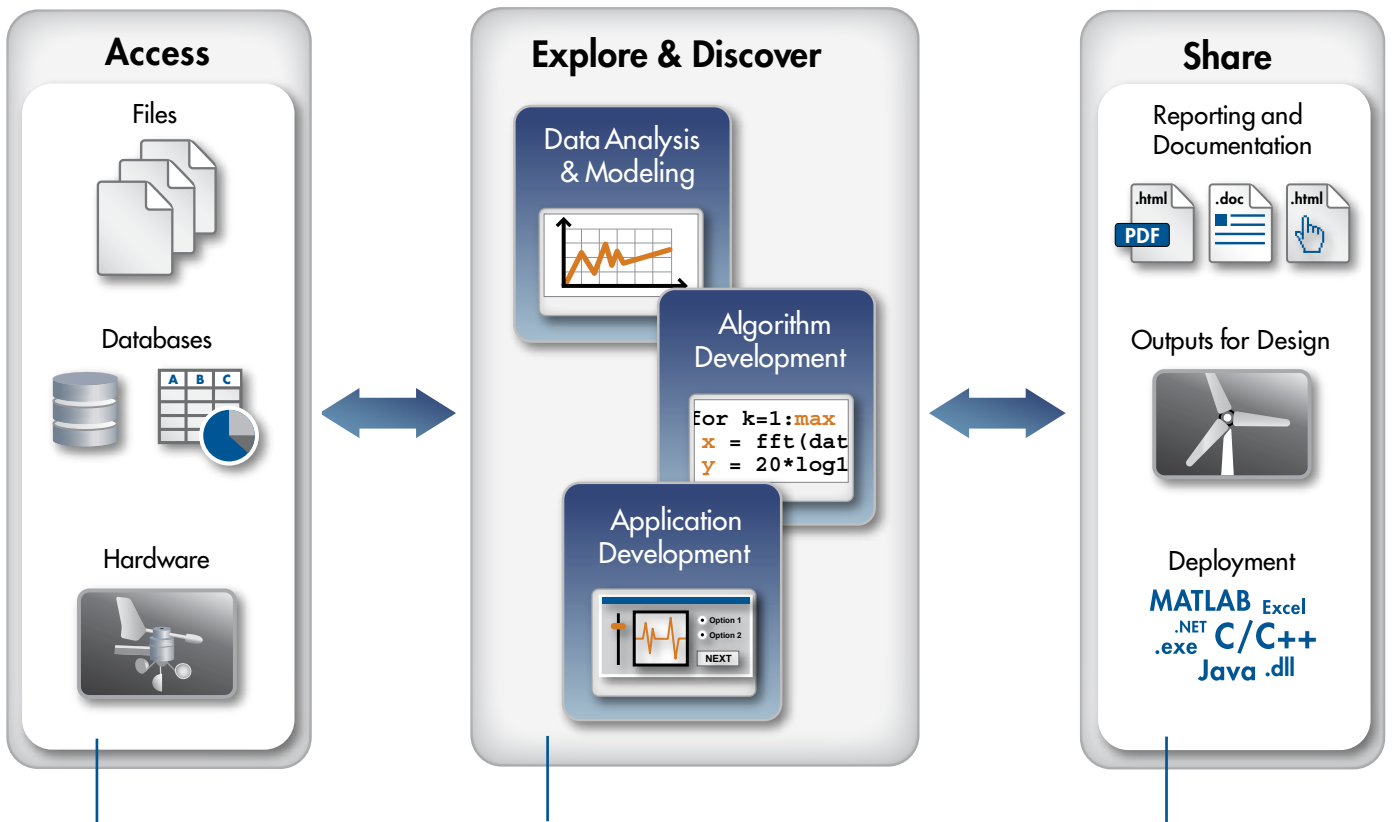 Access
Files
Databases
A B C
Hardware
Explore & Discover
Data Analysis
& Modeling
Algorithm
Development
for k=1:max
x = fft(dat
y = 20*log1
Application
Development
Option 1
Option 2
NEXT
Share
Reporting and
Documentation
.html
PDF
.doc
.html
Outputs for Design
Deployment
MATLAB Excel
.NET
.exe C/C++
Java .dll